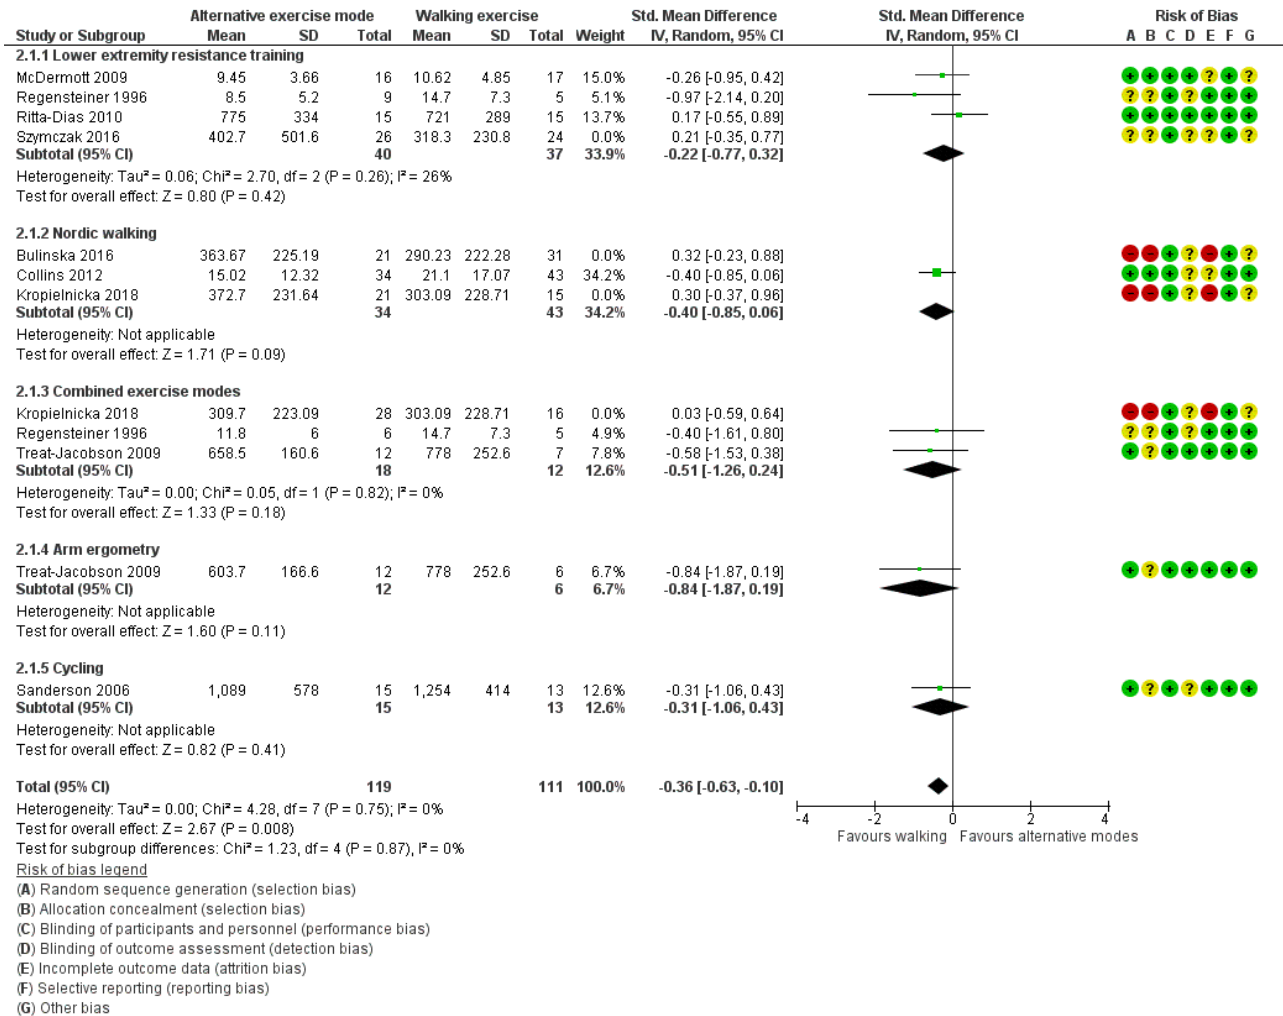 Alternative exercise mode Walking exercise Std. Mean Difference Std. Mean Difference Risk of Bias
Study or Subgroup Mean SD Total Mean SD Total Weight IV, Random, 95% CI IV, Random, 95% CI A B C D E F G
2.1.1 Lower extremity resistance training
McDermott 2009 9.45 3.66 16 10.62 4.85 17 15.0% -0.26 [-0.95, 0.42] + + + + ? + ?
Regensteiner 1996 8.5 5.2 9 14.7 7.3 5 5.1% -0.97 [-2.14, 0.20] ? ? + ? + + +
Ritta-Dias 2010 775 334 15 721 289 15 13.7% 0.17 [-0.55, 0.89] + + + + + + +
Szymczak 2016 402.7 501.6 26 318.3 230.8 24 0.0% 0.21 [-0.35, 0.77] ? ? + ? ? + ?
Subtotal (95% CI) 40 37 33.9% -0.22 [-0.77, 0.32]
Heterogeneity: Tau² = 0.06; Chi² = 2.70, df = 2 (P = 0.26); I² = 26%
Test for overall effect: Z = 0.80 (P = 0.42)
2.1.2 Nordic walking
Bulinska 2016 363.67 225.19 21 290.23 222.28 31 0.0% 0.32 [-0.23, 0.88] - - + ? - + ?
Collins 2012 15.02 12.32 34 21.1 17.07 43 34.2% -0.40 [-0.85, 0.06] + + + ? ? + +
Kropielnicka 2018 372.7 231.64 21 303.09 228.71 15 0.0% 0.30 [-0.37, 0.96] - - + ? - + ?
Subtotal (95% CI) 34 43 34.2% -0.40 [-0.85, 0.06]
Heterogeneity: Not applicable
Test for overall effect: Z = 1.71 (P = 0.09)
2.1.3 Combined exercise modes
Kropielnicka 2018 309.7 223.09 28 303.09 228.71 16 0.0% 0.03 [-0.59, 0.64] - - + ? - + ?
Regensteiner 1996 11.8 6 6 14.7 7.3 5 4.9% -0.40 [-1.61, 0.80] ? ? + ? + + +
Treat-Jacobson 2009 658.5 160.6 12 778 252.6 7 7.8% -0.58 [-1.53, 0.38] + ? + + + + +
Subtotal (95% CI) 18 12 12.6% -0.51 [-1.26, 0.24]
Heterogeneity: Tau² = 0.00; Chi² = 0.05, df = 1 (P = 0.82); I² = 0%
Test for overall effect: Z = 1.33 (P = 0.18)
2.1.4 Arm ergometry
Treat-Jacobson 2009 603.7 166.6 12 778 252.6 6 6.7% -0.84 [-1.87, 0.19] + ? + + + + +
Subtotal (95% CI) 12 6 6.7% -0.84 [-1.87, 0.19]
Heterogeneity: Not applicable
Test for overall effect: Z = 1.60 (P = 0.11)
2.1.5 Cycling
Sanderson 2006 1,089 578 15 1,254 414 13 12.6% -0.31 [-1.06, 0.43] + ? + ? + + +
Subtotal (95% CI) 15 13 12.6% -0.31 [-1.06, 0.43]
Heterogeneity: Not applicable
Test for overall effect: Z = 0.82 (P = 0.41)
Total (95% CI) 119 111 100.0% -0.36 [-0.63, -0.10]
Heterogeneity: Tau² = 0.00; Chi² = 4.28, df = 7 (P = 0.75); I² = 0%
Test for overall effect: Z = 2.67 (P = 0.008)
Test for subgroup differences: Chi² = 1.23, df = 4 (P = 0.87), I² = 0%
-4 -2 0 2 4
Favours walking Favours alternative modes
Risk of bias legend
(A) Random sequence generation (selection bias)
(B) Allocation concealment (selection bias)
(C) Blinding of participants and personnel (performance bias)
(D) Blinding of outcome assessment (detection bias)
(E) Incomplete outcome data (attrition bias)
(F) Selective reporting (reporting bias)
(G) Other bias